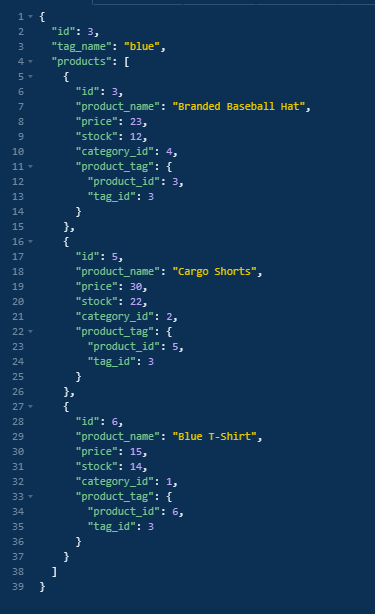 1 {
2   "id": 3,
3   "tag_name": "blue",
4   "products": [
5     {
6       "id": 3,
7       "product_name": "Branded Baseball Hat",
8       "price": 23,
9       "stock": 12,
10       "category_id": 4,
11       "product_tag": {
12         "product_id": 3,
13         "tag_id": 3
14       }
15     },
16     {
17       "id": 5,
18       "product_name": "Cargo Shorts",
19       "price": 30,
20       "stock": 22,
21       "category_id": 2,
22       "product_tag": {
23         "product_id": 5,
24         "tag_id": 3
25       }
26     },
27     {
28       "id": 6,
29       "product_name": "Blue T-Shirt",
30       "price": 15,
31       "stock": 14,
32       "category_id": 1,
33       "product_tag": {
34         "product_id": 6,
35         "tag_id": 3
36       }
37     }
38   ]
39 }